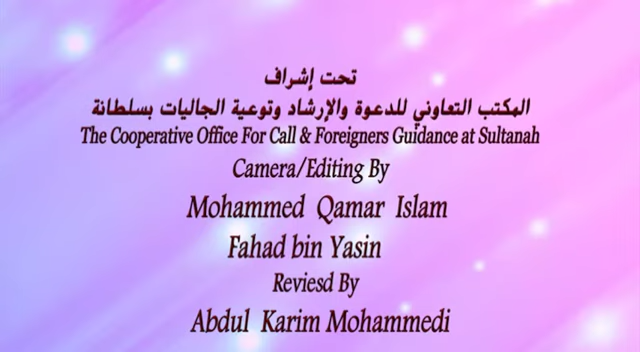 تحت إشراف
المكتب التعاوني للدعوة والإرشاد وتوعية الجاليات بسلطانة
The Cooperative Office For Call & Foreigners Guidance at Sultanah
Camera/Editing By
Mohammed Qamar Islam
Fahad bin Yasin
Reviesd By
Abdul Karim Mohammedi